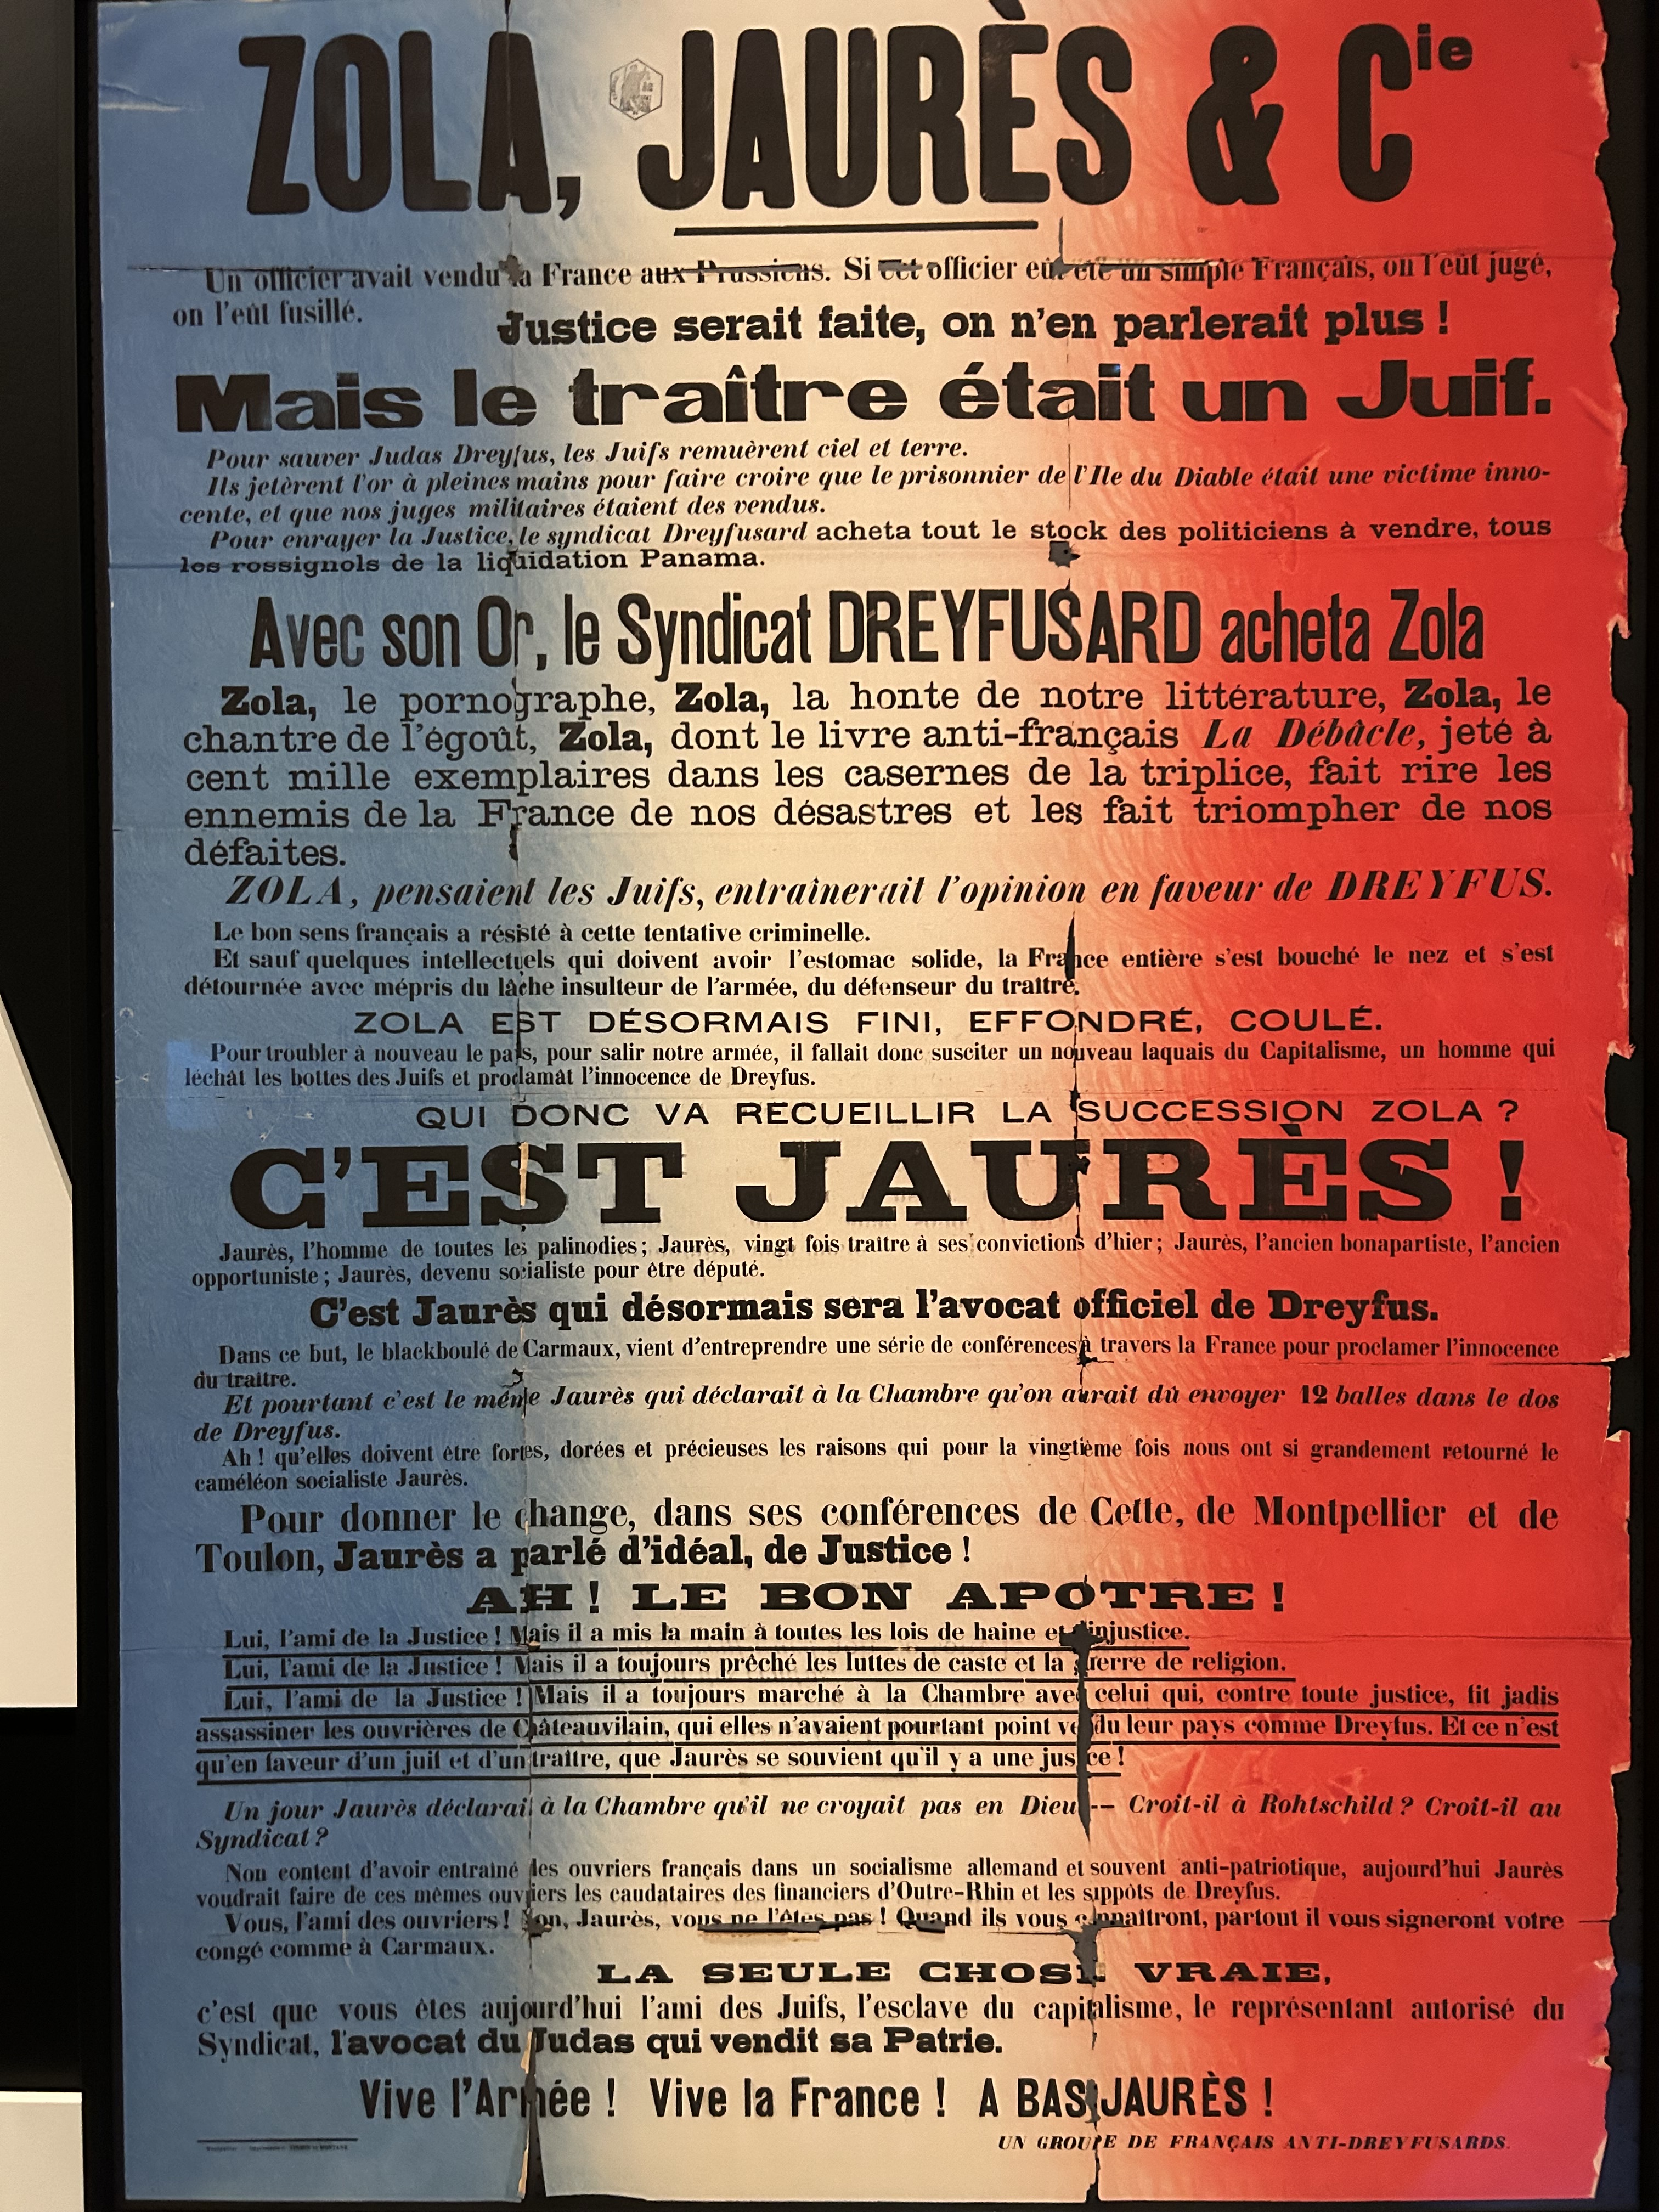 ZOLA, JAURÈS & Cie
Un officier avait vendu la France aux Prussiens. Si cet officier eût été un simple Français, on l'eût jugé,
on l'eût fusillé.
Justice serait faite, on n'en parlerait plus !
Mais le traître était un Juif.
Pour sauver Judas Dreyfus, les Juifs remuèrent ciel et terre.
Ils jetèrent l'or à pleines mains pour faire croire que le prisonnier de l'Ile du Diable était une victime inno-
cente, et que nos juges militaires étaient des vendus.
Pour enrayer la Justice, le syndicat Dreyfusard acheta tout le stock des politiciens à vendre, tous
les rossignols de la liquidation Panama.
Avec son Or, le Syndicat DREYFUSARD acheta Zola
Zola, le pornographe, Zola, la honte de notre littérature, Zola, le
chantre de l'égoût, Zola, dont le livre anti-français La Débâcle, jeté à
cent mille exemplaires dans les casernes de la triplice, fait rire les
ennemis de la France de nos désastres et les fait triompher de nos
défaites.
ZOLA, pensaient les Juifs, entraînerait l'opinion en faveur de DREYFUS.
Le bon sens français a résisté à cette tentative criminelle.
Et sauf quelques intellectuels qui doivent avoir l'estomac solide, la France entière s'est bouché le nez et s'est
détournée avec mépris du lâche insulteur de l'armée, du défenseur du traître.
ZOLA EST DÉSORMAIS FINI, EFFONDRÉ, COULÉ.
Pour troubler à nouveau le pays, pour salir notre armée, il fallait donc susciter un nouveau laquais du Capitalisme, un homme qui
léchât les bottes des Juifs et proclamât l'innocence de Dreyfus.
QUI DONC VA RECUEILLIR LA SUCCESSION ZOLA ?
C'EST JAURÈS !
Jaurès, l'homme de toutes les palinodies ; Jaurès, vingt fois traître à ses convictions d'hier ; Jaurès, l'ancien bonapartiste, l'ancien
opportuniste ; Jaurès, devenu socialiste pour être député.
C'est Jaurès qui désormais sera l'avocat officiel de Dreyfus.
Dans ce but, le blackboulé de Carmaux, vient d'entreprendre une série de conférences à travers la France pour proclamer l'innocence
du traître.
Et pourtant c'est le même Jaurès qui déclarait à la Chambre qu'on aurait dû envoyer 12 balles dans le dos
de Dreyfus.
Ah ! qu'elles doivent être fortes, dorées et précieuses les raisons qui pour la vingtième fois nous ont si grandement retourné le
caméléon socialiste Jaurès.
Pour donner le change, dans ses conférences de Cette, de Montpellier et de
Toulon, Jaurès a parlé d'idéal, de Justice !
AH ! LE BON APOTRE !
Lui, l'ami de la Justice ! Mais il a mis la main à toutes les lois de haine et d'injustice.
Lui, l'ami de la Justice ! Mais il a toujours prêché les luttes de caste et la guerre de religion.
Lui, l'ami de la Justice ! Mais il a toujours marché à la Chambre avec celui qui, contre toute justice, fit jadis
assassiner les ouvrières de Châteauvilain, qui elles n'avaient pourtant point vendu leur pays comme Dreyfus. Et ce n'est
qu'en faveur d'un juif et d'un traître, que Jaurès se souvient qu'il y a une justice !
Un jour Jaurès déclarait à la Chambre qu'il ne croyait pas en Dieu -- Croit-il à Rohtschild ? Croit-il au
Syndicat ?
Non content d'avoir entraîné les ouvriers français dans un socialisme allemand et souvent anti-patriotique, aujourd'hui Jaurès
voudrait faire de ces mêmes ouvriers les caudataires des financiers d'Outre-Rhin et les sippôts de Dreyfus.
Vous, l'ami des ouvriers ! Non, Jaurès, vous ne l'êtes pas ! Quand ils vous connaîtront, partout il vous signeront votre
congé comme à Carmaux.
LA SEULE CHOSE VRAIE,
c'est que vous êtes aujourd'hui l'ami des Juifs, l'esclave du capitalisme, le représentant autorisé du
Syndicat, l'avocat du Judas qui vendit sa Patrie.
Vive l'Armée ! Vive la France ! A BAS JAURÈS !
UN GROUPE DE FRANÇAIS ANTI-DREYFUSARDS.